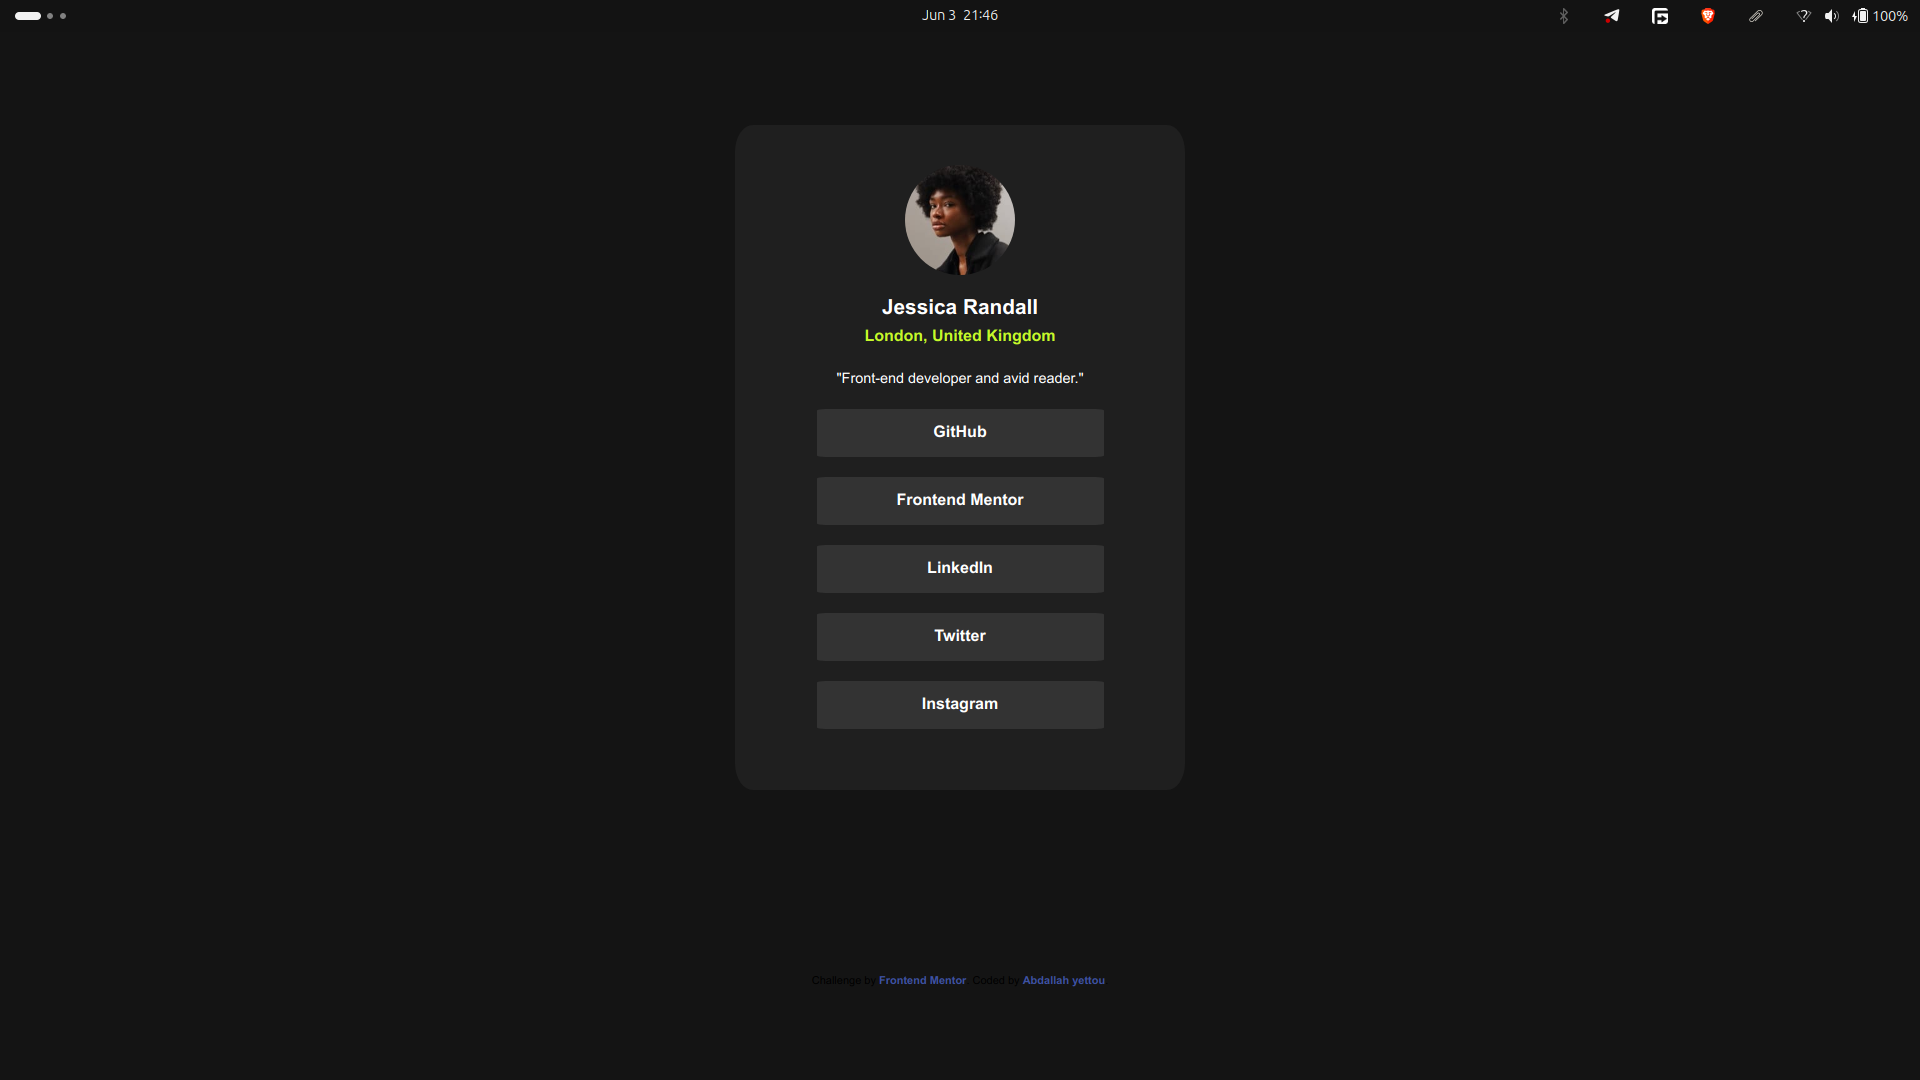 Jun 3 21:46
100%
Jessica Randall
London, United Kingdom
"Front-end developer and avid reader."
GitHub
Frontend Mentor
LinkedIn
Twitter
Instagram
Challenge by Frontend Mentor. Coded by Abdallah yettou